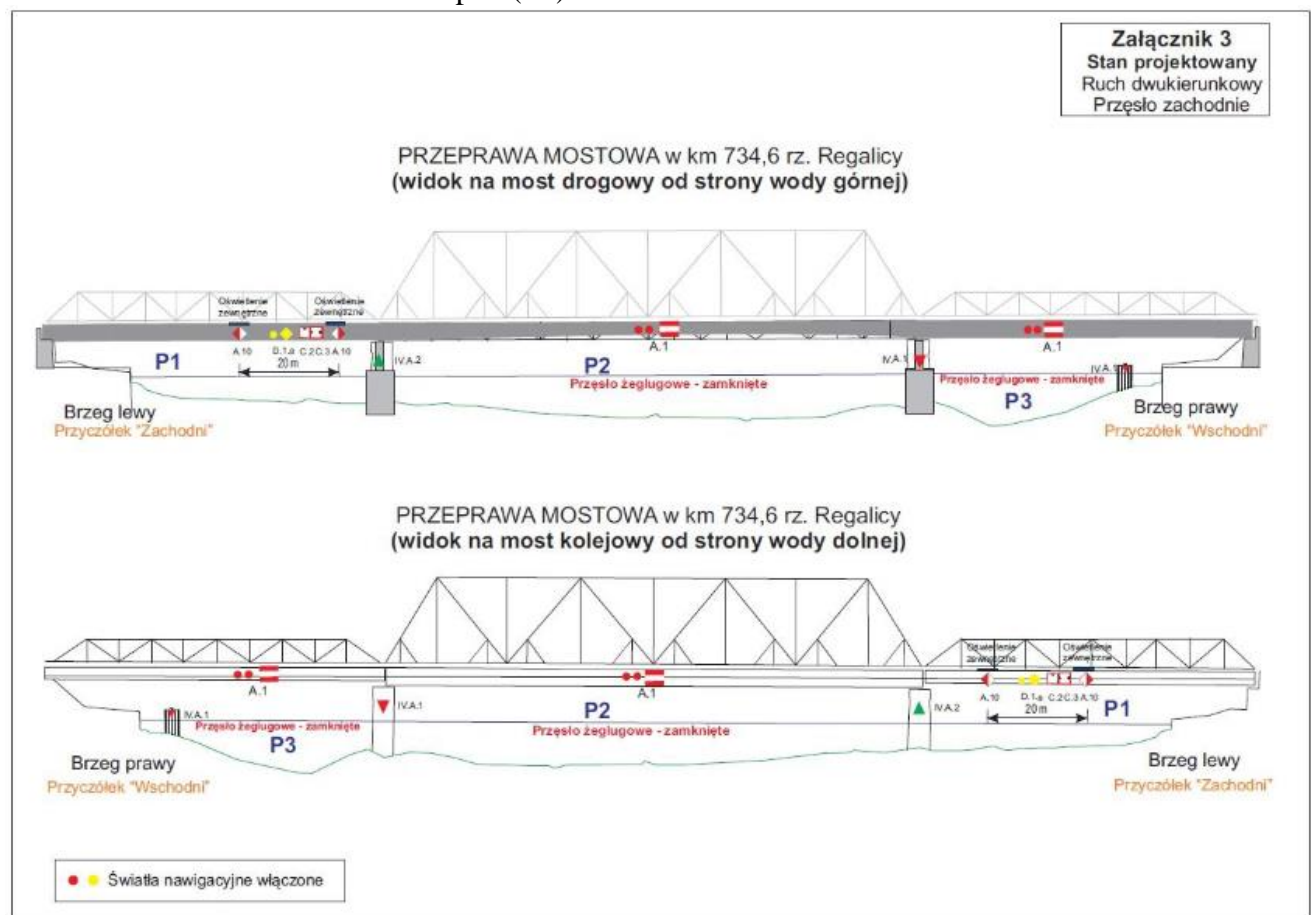 Załącznik 3
Stan projektowany
Ruch dwukierunkowy
Przęsło zachodnie
PRZEPRAWA MOSTOWA w km 734,6 rz. Regalicy
(widok na most drogowy od strony wody górnej)
Oświetlenie zewnętrzne
Oświetlenie zewnętrzne
A.10 D.1.a C.2 C.3 A.10
20 m
P1
IV.A.2
A.1
P2
Przęsło żeglugowe - zamknięte
IV.A.1
A.1
Przęsło żeglugowe - zamknięte
P3
IV.A.1
Brzeg lewy
Przyczółek "Zachodni"
Brzeg prawy
Przyczółek "Wschodni"
PRZEPRAWA MOSTOWA w km 734,6 rz. Regalicy
(widok na most kolejowy od strony wody dolnej)
A.1
IV.A.1
Przęsło żeglugowe - zamknięte
P3
IV.A.1
A.1
P2
Przęsło żeglugowe - zamknięte
IV.A.2
Oświetlenie zewnętrzne
Oświetlenie zewnętrzne
A.10 D.1.a C.2 C.3 A.10
20 m
P1
Brzeg prawy
Przyczółek "Wschodni"
Brzeg lewy
Przyczółek "Zachodni"
Światła nawigacyjne włączone